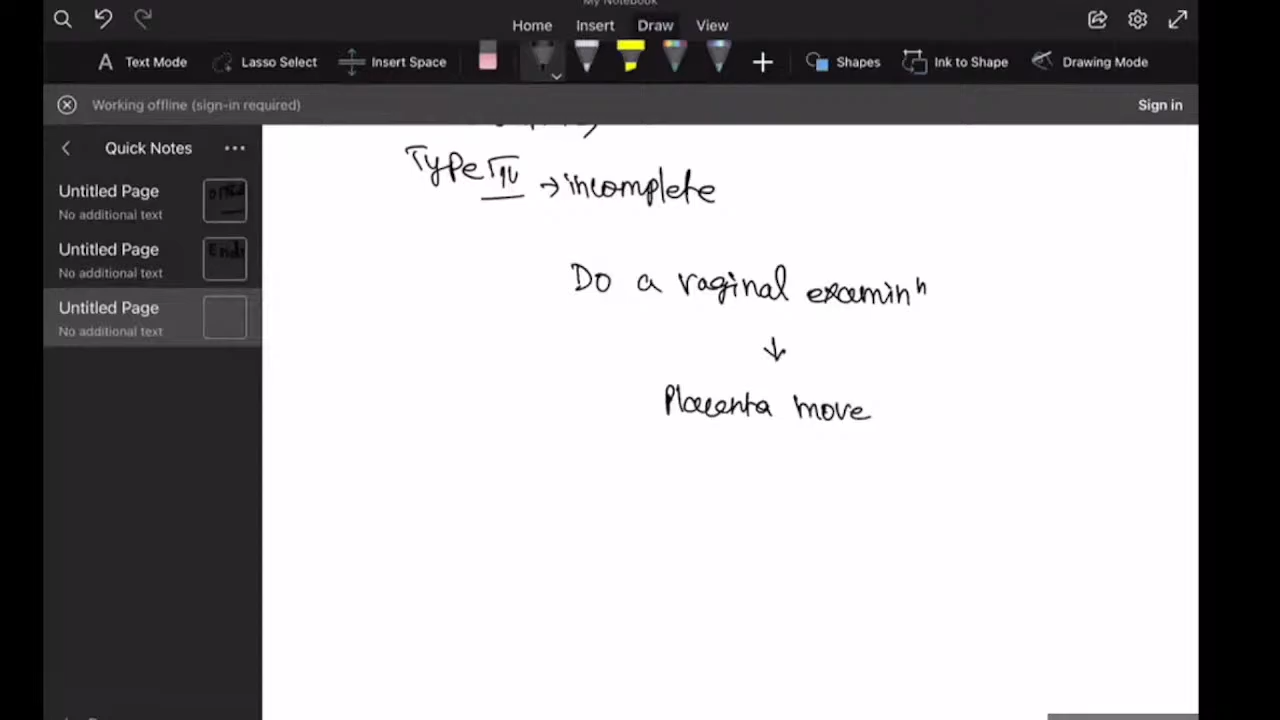 My Notebook
Home Insert Draw View
Text Mode Lasso Select Insert Space Shapes Ink to Shape Drawing Mode
Working offline (sign-in required) Sign in
Quick Notes
Untitled Page
No additional text
Untitled Page
No additional text
Untitled Page
No additional text
Type IV → incomplete
Do a vaginal examinⁿ
↓
Placenta move